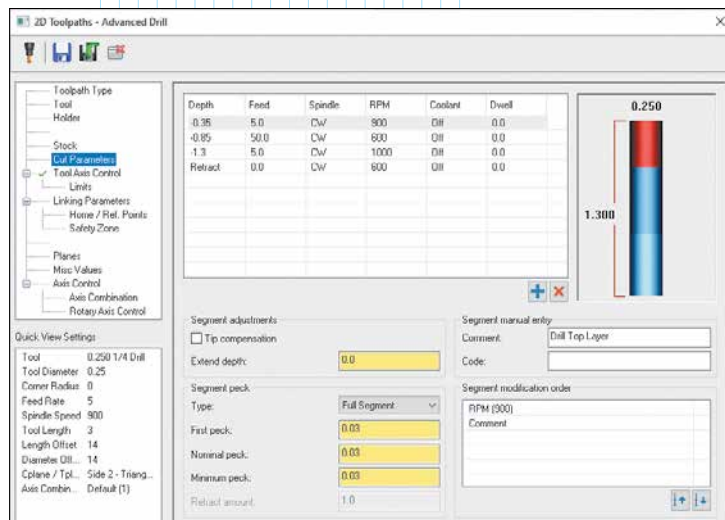 2D Toolpaths - Advanced Drill
Toolpath Type
Tool
Holder
Stock
Cut Parameters
Tool Axis Control
Limits
Linking Parameters
Home / Ref. Points
Safety Zone
Planes
Misc Values
Axis Control
Axis Combination
Rotary Axis Control
Quick View Settings
Tool 0.250 1/4 Drill
Tool Diameter 0.25
Corner Radius 0
Feed Rate 5
Spindle Speed 900
Tool Length 3
Length Offset 14
Diameter Off... 14
Cplane / Tpl... Side 2 - Triang...
Axis Combin... Default (1)
Depth Feed Spindle RPM Coolant Dwell
-0.35 5.0 CW 900 Off 0.0
-0.85 50.0 CW 600 Off 0.0
-1.3 5.0 CW 1000 Off 0.0
Retract 0.0 CW 600 Off 0.0
0.250
1.300
Segment adjustments
Tip compensation
Extend depth: 0.0
Segment peck
Type: Full Segment
First peck: 0.03
Nominal peck: 0.03
Minimum peck: 0.03
Retract amount: 1.0
Segment manual entry
Comment: Drill Top Layer
Code:
Segment modification order
RPM (900)
Comment